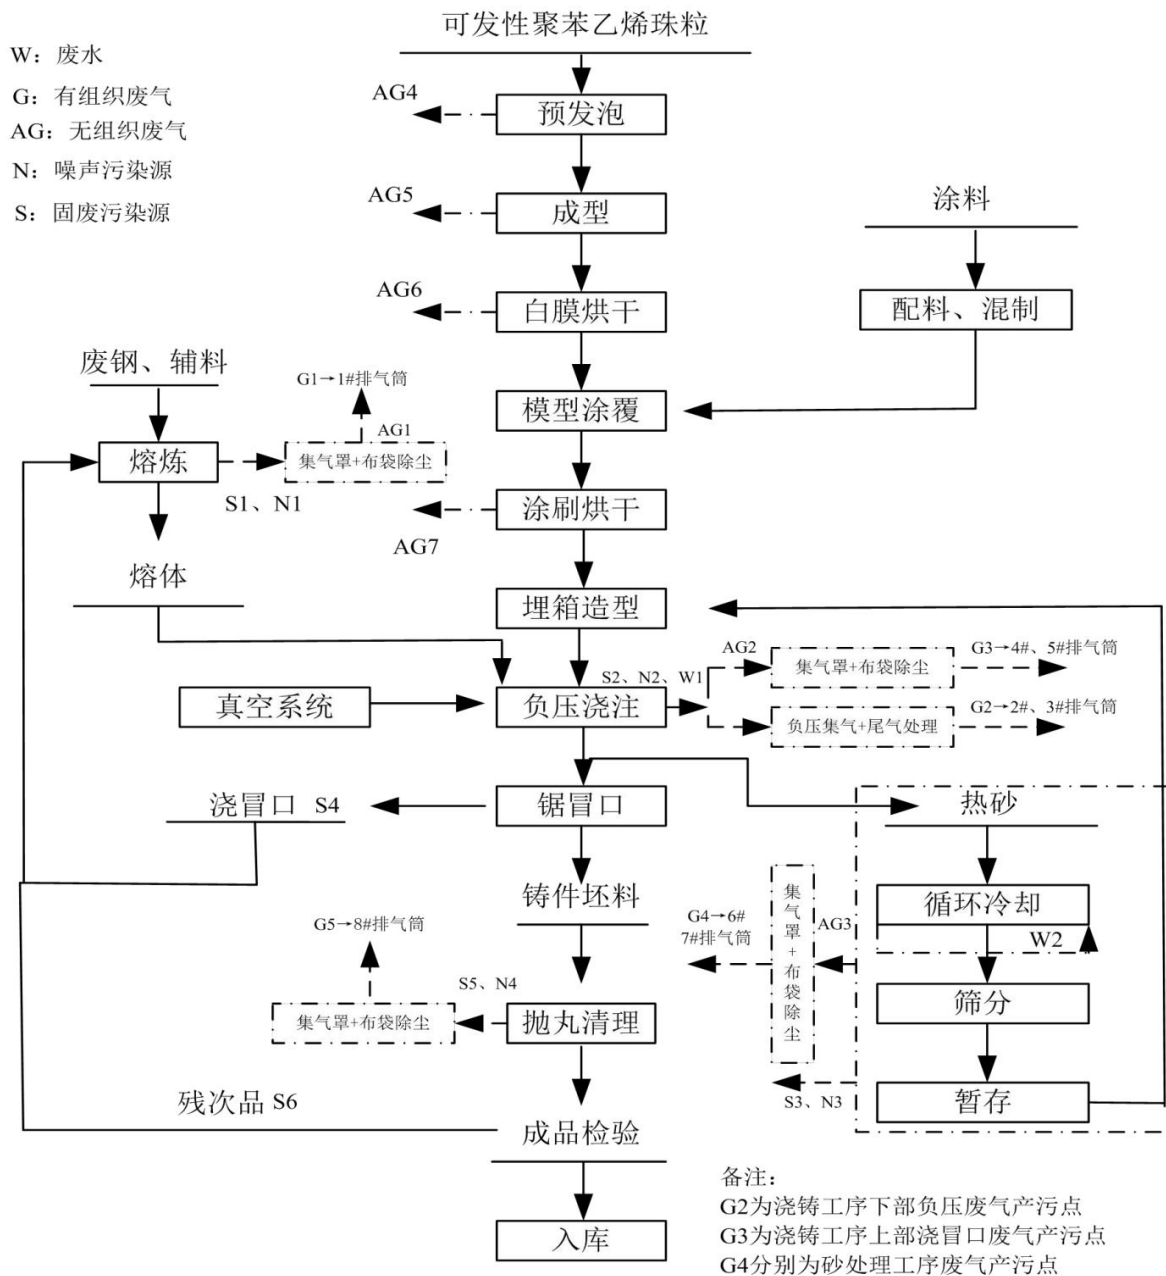 可发性聚苯乙烯珠粒
W：废水
G：有组织废气
AG：无组织废气
N：噪声污染源
S：固废污染源
AG4
预发泡
AG5
成型
涂料
AG6
白膜烘干
配料、混制
废钢、辅料
G1→1#排气筒
模型涂覆
AG1
熔炼
集气罩+布袋除尘
S1、N1
涂刷烘干
AG7
熔体
埋箱造型
AG2
G3→4#、5#排气筒
集气罩+布袋除尘
S2、N2、W1
真空系统
负压浇注
G2→2#、3#排气筒
负压集气+尾气处理
浇冒口 S4
锯冒口
热砂
铸件坯料
集气罩+布袋除尘
循环冷却
G4→6#
7#排气筒
AG3
W2
G5→8#排气筒
S5、N4
集气罩+布袋除尘
抛丸清理
筛分
S3、N3
暂存
残次品 S6
成品检验
入库
备注：
G2为浇铸工序下部负压废气产污点
G3为浇铸工序上部浇冒口废气产污点
G4分别为砂处理工序废气产污点